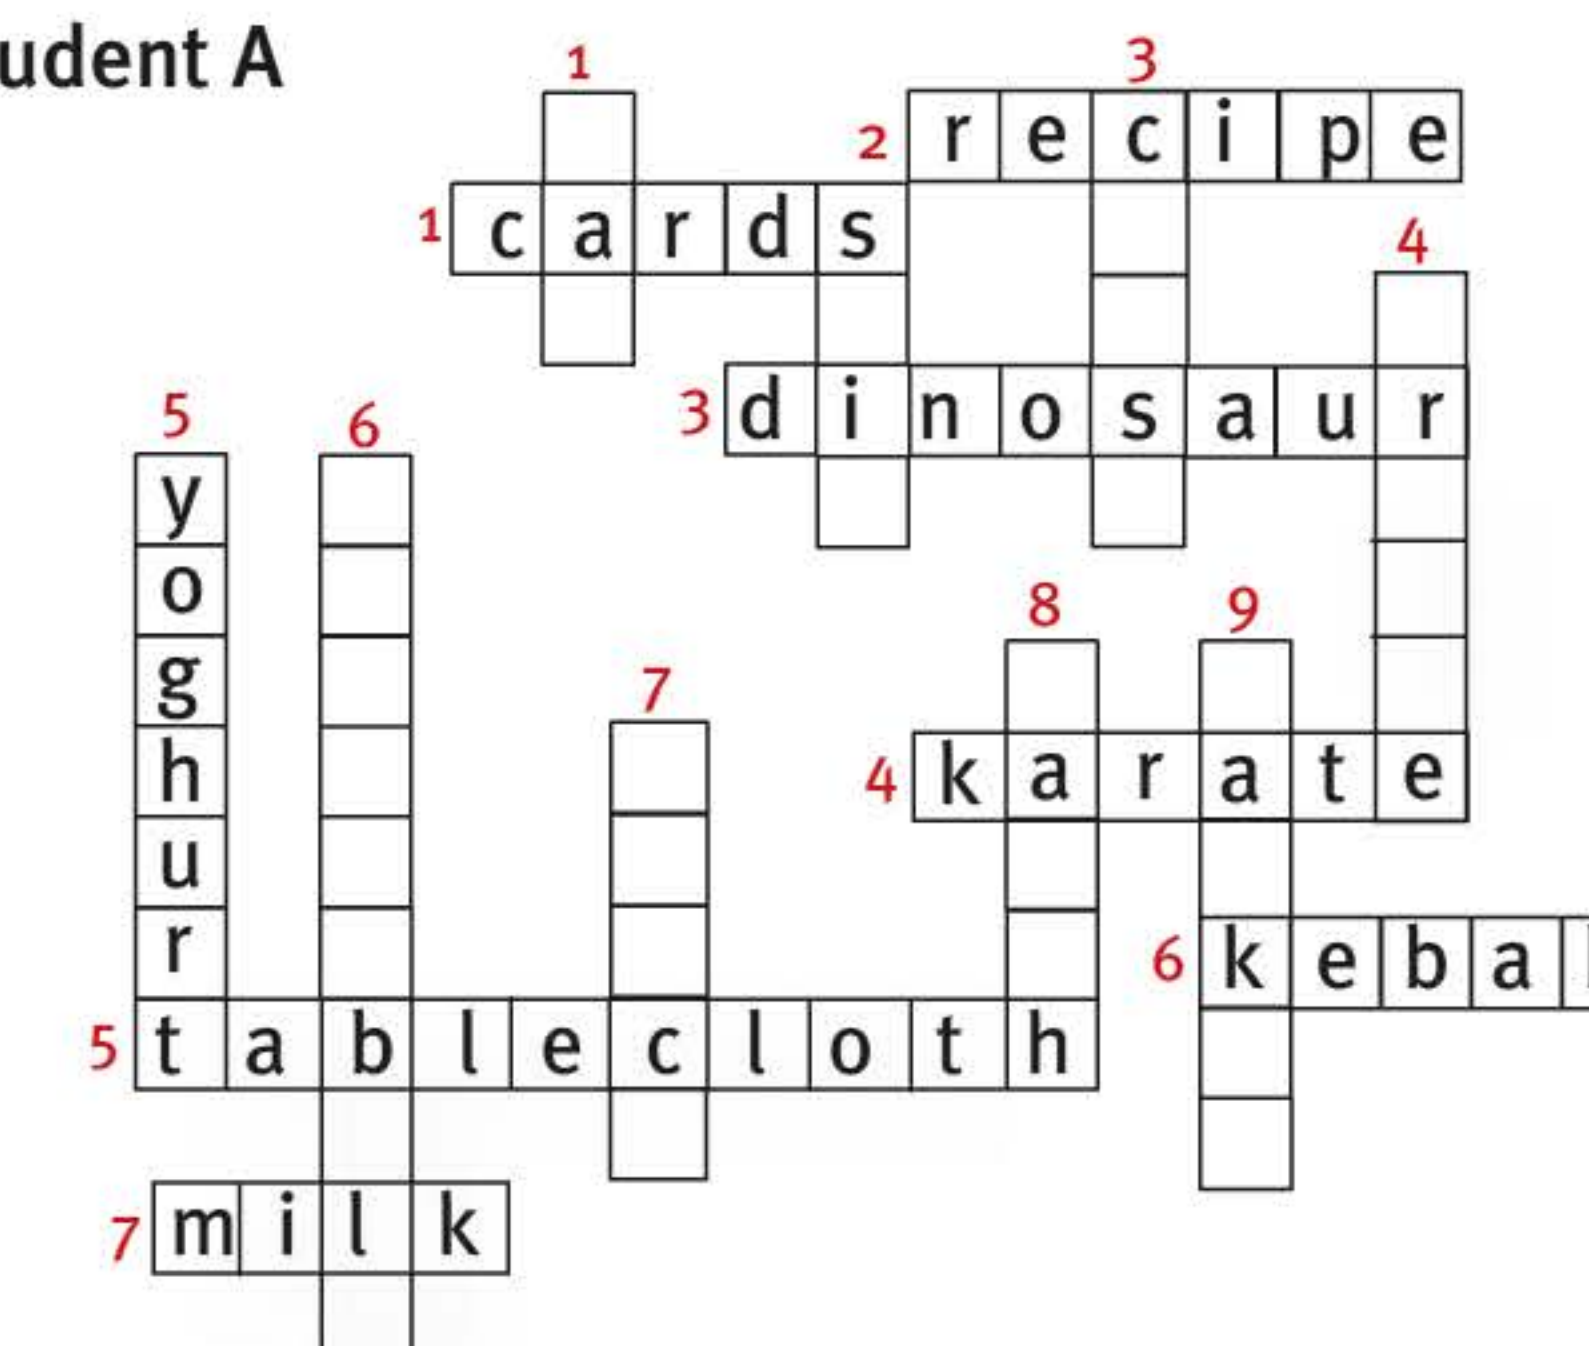 udent A
1
3
2 recipe
1 cards
4
3 dinosaur
5
6
yoghurt
8
9
7
4 karate
6 keba
5 tablecloth
7 milk